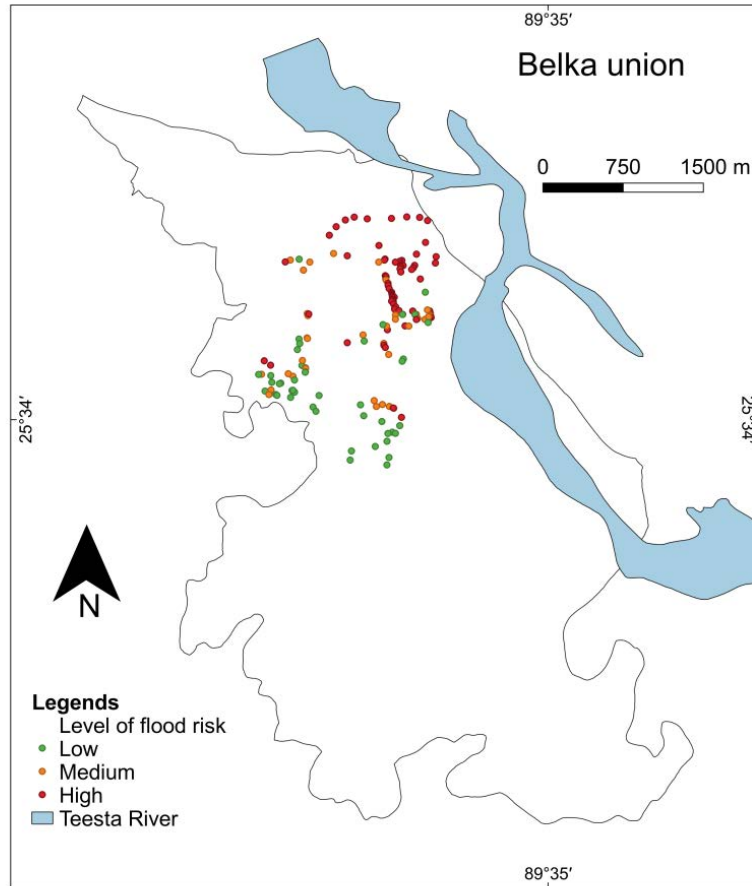 89°35′
Belka union
0 750 1500 m
25°34′
25°34′
N
Legends
Level of flood risk
Low
Medium
High
Teesta River
89°35′